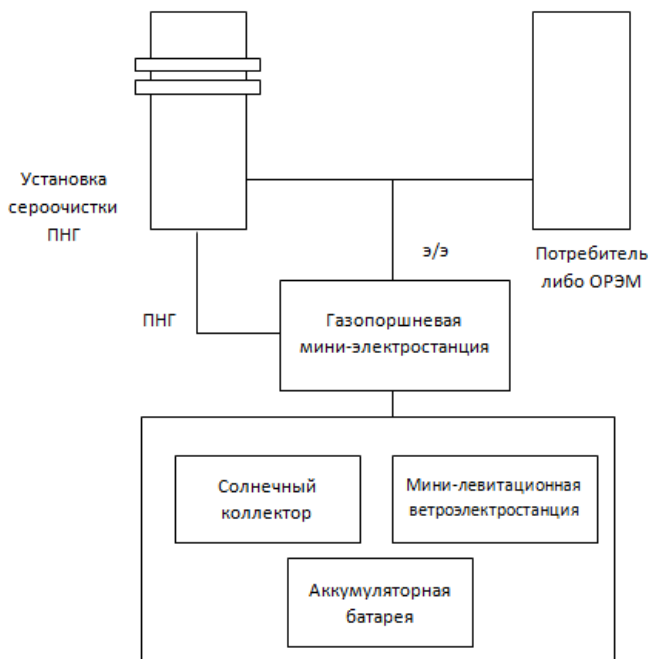 Установка
сероочистки
ПНГ
э/э
Потребитель
либо ОРЭМ
ПНГ
Газопоршневая
мини-электростанция
Солнечный
коллектор
Мини-левитационная
ветроэлектростанция
Аккумуляторная
батарея